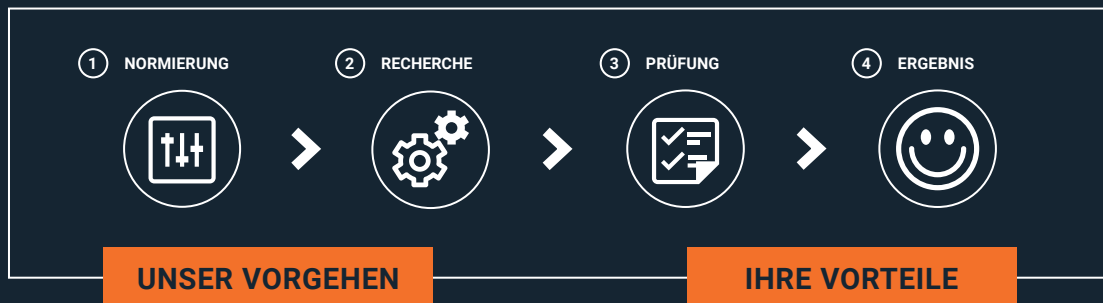 1 NORMIERUNG
2 RECHERCHE
3 PRÜFUNG
4 ERGEBNIS
UNSER VORGEHEN
IHRE VORTEILE